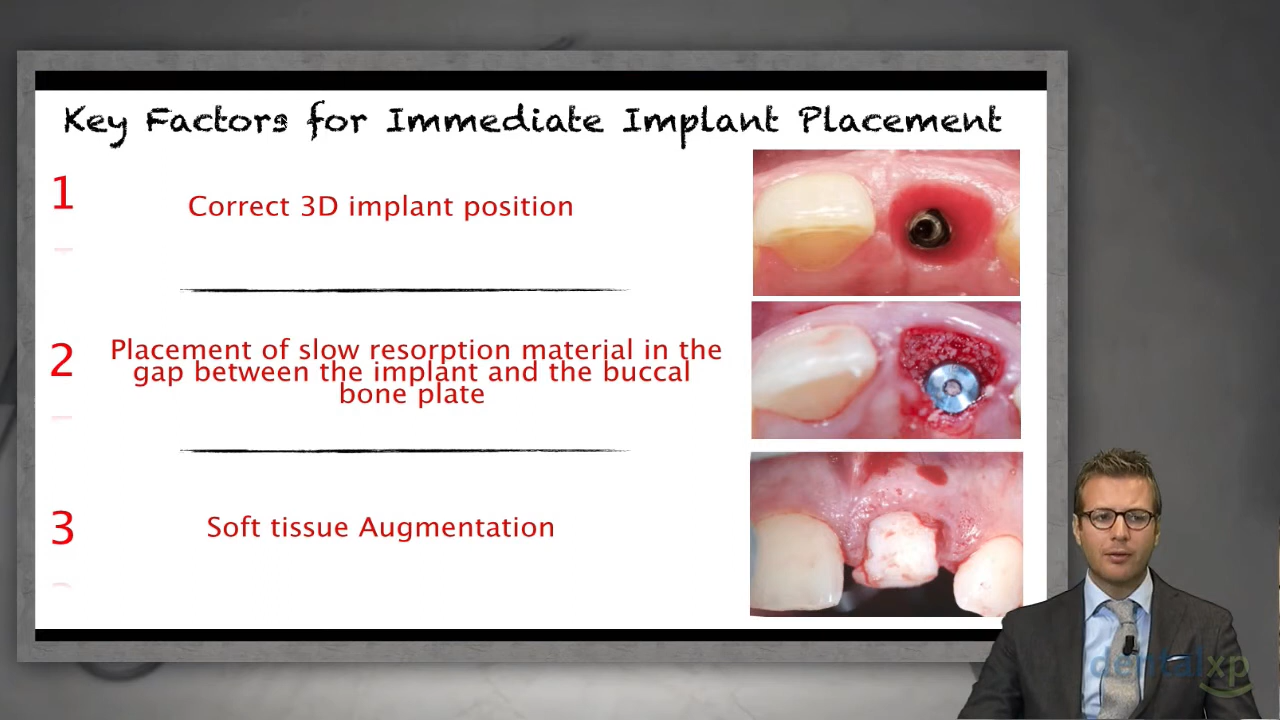 Key Factors for Immediate Implant Placement
1
Correct 3D implant position
2
Placement of slow resorption material in the
gap between the implant and the buccal
bone plate
3
Soft tissue Augmentation
dentalxp